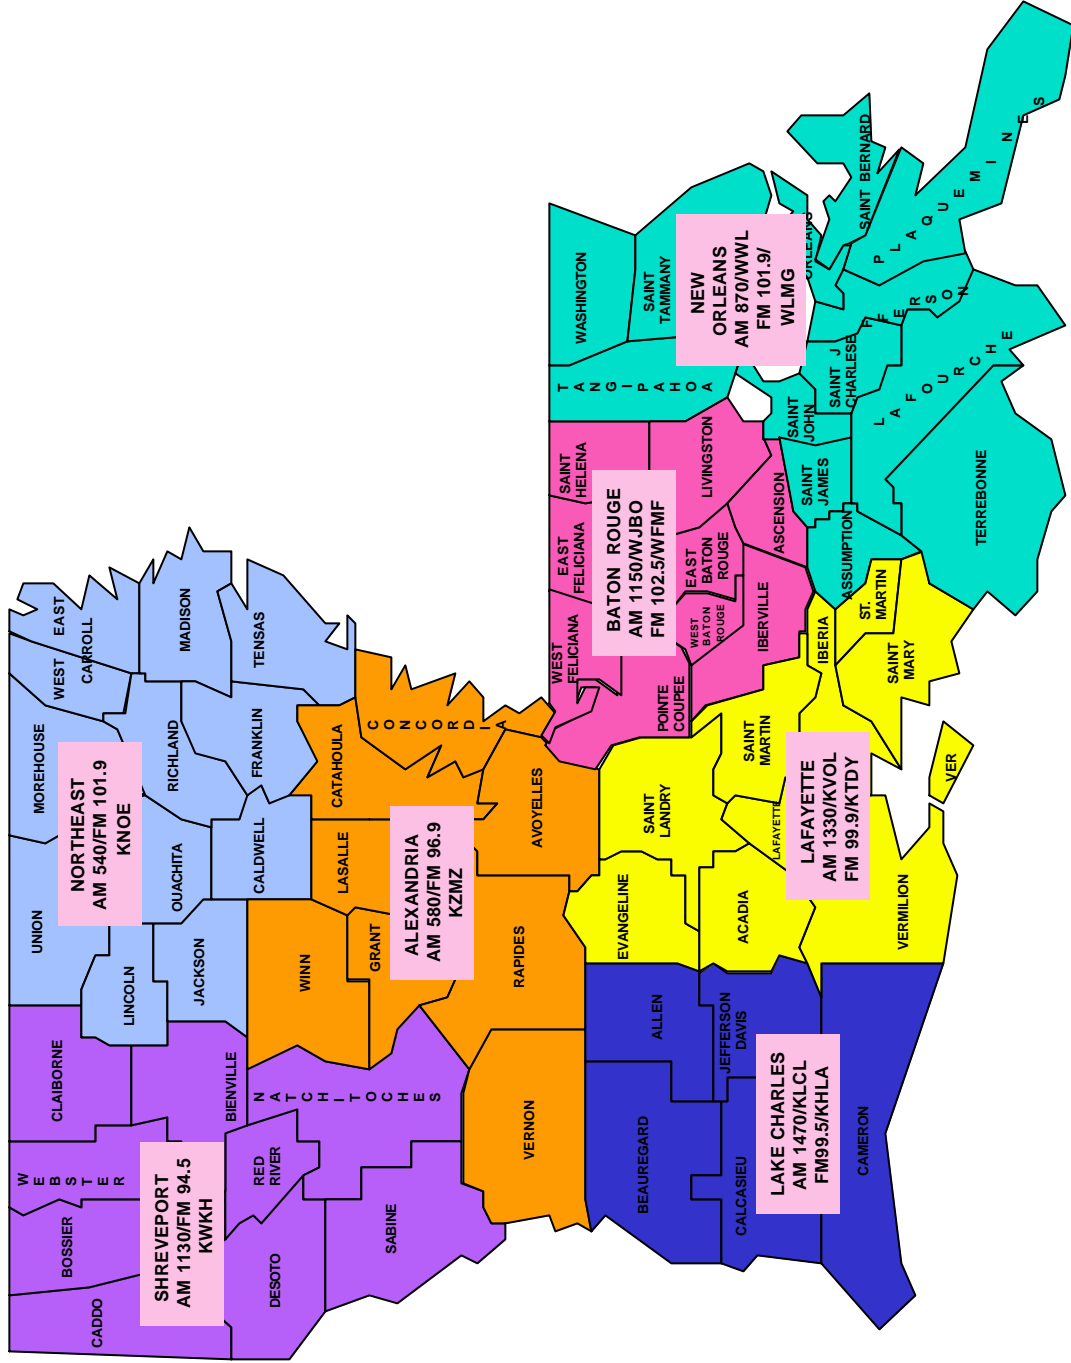 CADDO
BOSSIER
WEBSTER
CLAIBORNE
BIENVILLE
RED
RIVER
DESOTO
SABINE
NATCHITOCHES
SHREVEPORT
AM 1130/FM 94.5
KWKH
UNION
MOREHOUSE
WEST
CARROLL
EAST
LINCOLN
JACKSON
OUACHITA
RICHLAND
MADISON
CALDWELL
FRANKLIN
TENSAS
NORTHEAST
AM 540/FM 101.9
KNOE
WINN
GRANT
LASALLE
CATAHOULA
CONCORDIA
VERNON
RAPIDES
AVOYELLES
ALEXANDRIA
AM 580/FM 96.9
KZMZ
BEAUREGARD
ALLEN
CALCASIEU
JEFFERSON
DAVIS
CAMERON
LAKE CHARLES
AM 1470/KLCL
FM99.5/KHLA
EVANGELINE
SAINT
LANDRY
ACADIA
LAFAYETTE
SAINT
MARTIN
VERMILION
VER
IBERIA
ST.
MARTIN
SAINT
MARY
LAFAYETTE
AM 1330/KVOL
FM 99.9/KTDY
WEST
FELICIANA
EAST
FELICIANA
SAINT
HELENA
POINTE
COUPEE
WEST
BATON
ROUGE
EAST
BATON
ROUGE
LIVINGSTON
IBERVILLE
ASCENSION
BATON ROUGE
AM 1150/WJBO
FM 102.5/WFMF
TANGIPAHOA
WASHINGTON
SAINT
TAMMANY
NEW
ORLEANS
AM 870/WWL
FM 101.9/
WLMG
ORLEANS
SAINT BERNARD
PLAQUEMINES
JEFFERSON
SAINT
CHARLES
SAINT
JOHN
SAINT
JAMES
ASSUMPTION
LAFOURCHE
TERREBONNE